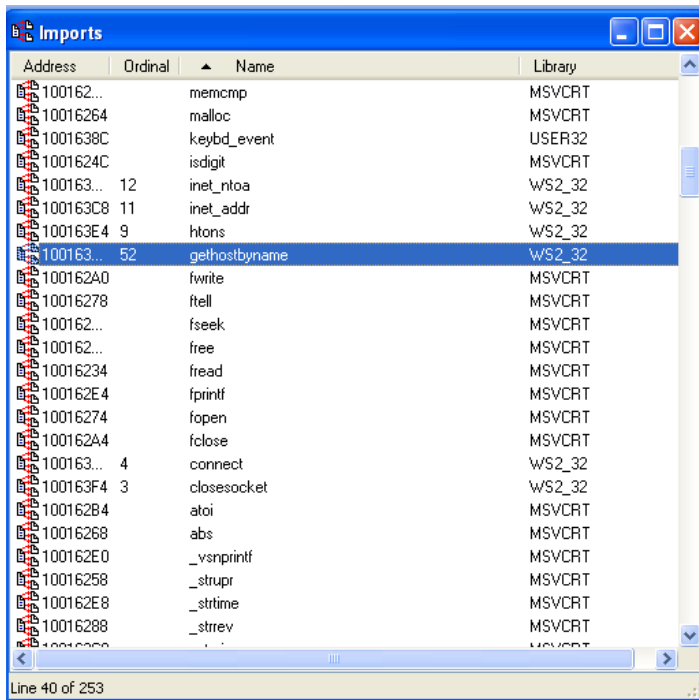 Imports
Address Ordinal Name Library
100162... memcmp MSVCRT
10016264 malloc MSVCRT
1001638C keybd_event USER32
1001624C isdigit MSVCRT
100163... 12 inet_ntoa WS2_32
100163C8 11 inet_addr WS2_32
100163E4 9 htons WS2_32
100163... 52 gethostbyname WS2_32
100162A0 fwrite MSVCRT
10016278 ftell MSVCRT
100162... fseek MSVCRT
100162... free MSVCRT
10016234 fread MSVCRT
100162E4 fprintf MSVCRT
10016274 fopen MSVCRT
100162A4 fclose MSVCRT
100163... 4 connect WS2_32
100163F4 3 closesocket WS2_32
100162B4 atoi MSVCRT
10016268 abs MSVCRT
100162E0 _vsnprintf MSVCRT
10016258 _strupr MSVCRT
100162E8 _strtime MSVCRT
10016288 _strrev MSVCRT
Line 40 of 253